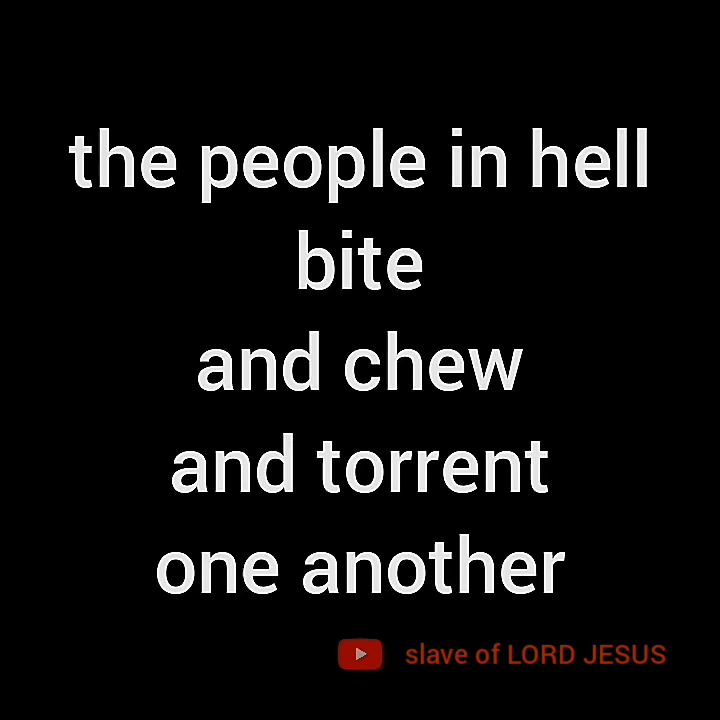 the people in hell
bite
and chew
and torrent
one another
slave of LORD JESUS